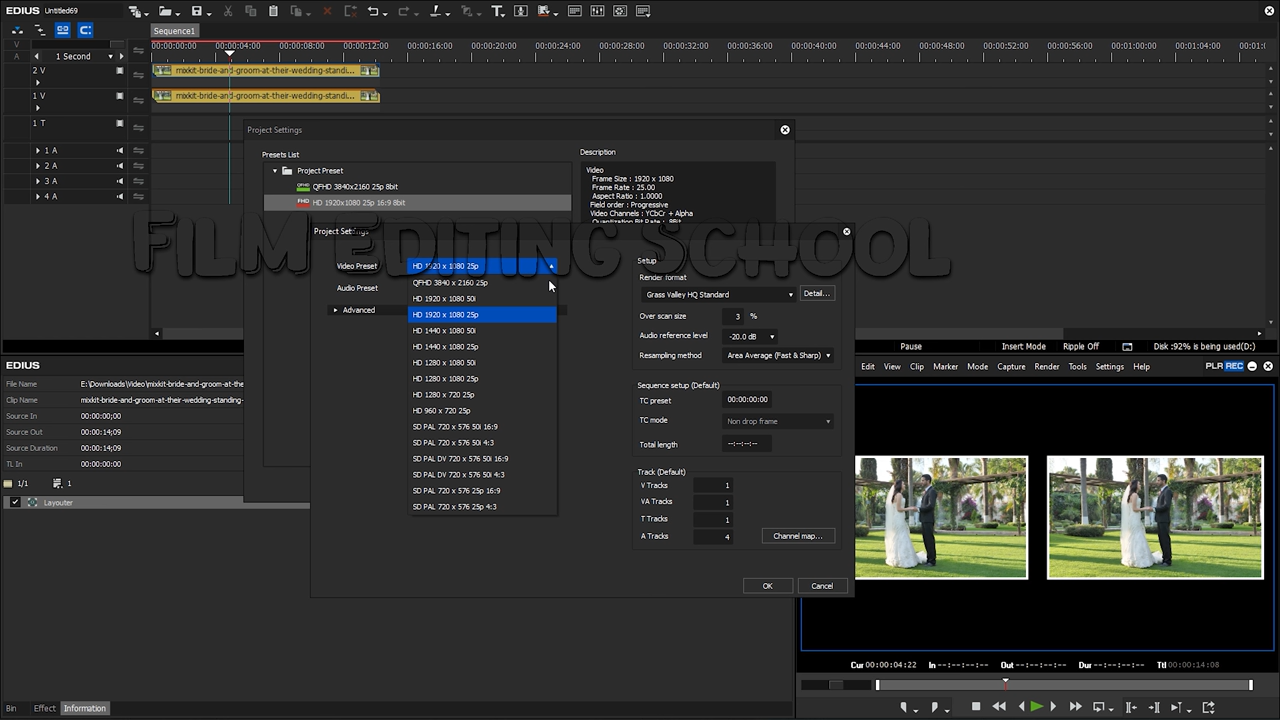 EDIUS Untitled69
Sequence1
V
A
1 Second
00:00:00:00 00:00:04:00 00:00:08:00 00:00:12:00 00:00:16:00 00:00:20:00 00:00:24:00 00:00:28:00 00:00:32:00 00:00:36:00 00:00:40:00 00:00:44:00 00:00:48:00 00:00:52:00 00:00:56:00 00:01:00:00 00:01:04:00
2 V
mixkit-bride-and-groom-at-their-wedding-standi...
1 V
mixkit-bride-and-groom-at-their-wedding-standi...
1 T
1 A
2 A
3 A
4 A
Project Settings
Presets List
Project Preset
QFHD 3840x2160 25p 8bit
HD 1920x1080 25p 16:9 8bit
Description
Video
Frame Size : 1920 x 1080
Frame Rate : 25.00
Aspect Ratio : 1.0000
Field order : Progressive
Video Channels : YCbCr + Alpha
Quantization Bit Rate : 8Bit
FILM EDITING SCHOOL
Project Settings
Video Preset HD 1920 x 1080 25p
Audio Preset
Advanced
QFHD 3840 x 2160 25p
HD 1920 x 1080 50i
HD 1920 x 1080 25p
HD 1440 x 1080 50i
HD 1440 x 1080 25p
HD 1280 x 1080 50i
HD 1280 x 1080 25p
HD 1280 x 720 25p
HD 960 x 720 25p
SD PAL 720 x 576 50i 16:9
SD PAL 720 x 576 50i 4:3
SD PAL DV 720 x 576 50i 16:9
SD PAL DV 720 x 576 50i 4:3
SD PAL 720 x 576 25p 16:9
SD PAL 720 x 576 25p 4:3
Setup
Render format
Grass Valley HQ Standard Detail...
Over scan size 3 %
Audio reference level -20.0 dB
Resampling method Area Average (Fast & Sharp)
Sequence setup (Default)
TC preset 00:00:00:00
TC mode Non drop frame
Total length --:--:--:--
Track (Default)
V Tracks 1
VA Tracks 1
T Tracks 1
A Tracks 4
Channel map...
OK Cancel
Pause Insert Mode Ripple Off Disk :92% is being used(D:)
EDIUS
File Name E:\Downloads\Video\mixkit-bride-and-groom-at-the
Clip Name mixkit-bride-and-groom-at-their-wedding-standing-
Source In 00:00:00;00
Source Out 00:00:14;09
Source Duration 00:00:14;09
TL In 00:00:00:00
1/1 1
Layouter
Bin Effect Information
Edit View Clip Marker Mode Capture Render Tools Settings Help PLR REC
Cur 00:00:04:22 In --:--:--:-- Out --:--:--:-- Dur --:--:--:-- Ttl 00:00:14:08